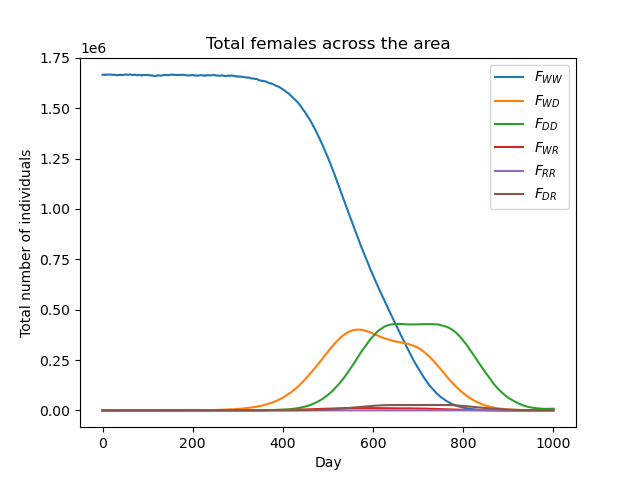 Total females across the area
1e6
1.75
1.50
1.25
1.00
0.75
0.50
0.25
0.00
Total number of individuals
0 200 400 600 800 1000
Day
F_WW
F_WD
F_DD
F_WR
F_RR
F_DR